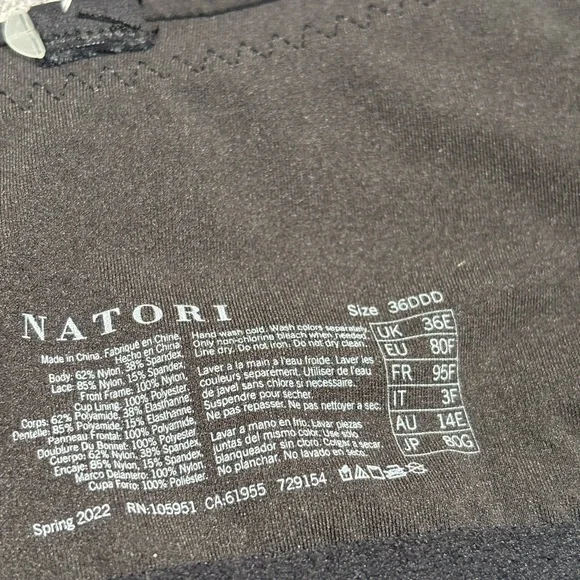 NATORI
Made in China. Fabriqué en Chine.
Hecho en China.
Body: 62% Nylon, 38% Spandex.
Lace: 85% Nylon, 15% Spandex.
Front Frame: 100% Nylon.
Cup Lining: 100% Polyester.
Corps: 62% Polyamide, 38% Elasthanne.
Dentelle: 85% Polyamide, 15% Elasthanne.
Panneau Frontal: 100% Polyamide.
Doublure Du Bonnet: 100% Polyester.
Cuerpo: 62% Nylon, 38% Spandex.
Encaje: 85% Nylon, 15% Spandex.
Marco Delantero: 100% Nylon.
Cupa Forro: 100% Poliéster.
Hand wash cold. Wash colors separately.
Only non-chlorine bleach when needed.
Line dry. Do not iron. Do not dry clean.
Laver a la main a l'eau froide. Laver les
couleurs separement. Utiliser de l'eau
de javel sans chlore si necessaire.
Suspendre pour secher.
Ne pas repasser. Ne pas nettoyer a sec.
Lavar a mano en frio. Lavar piezas
juntas del mismo color. Use solo
blanqueador sin cloro. Cuelgue a secar.
No planchar. No lavado en seco.
Size 36DDD
UK 36E
EU 80F
FR 95F
IT 3F
AU 14E
JP 80G
Spring 2022 RN:105951 CA:61955 729154